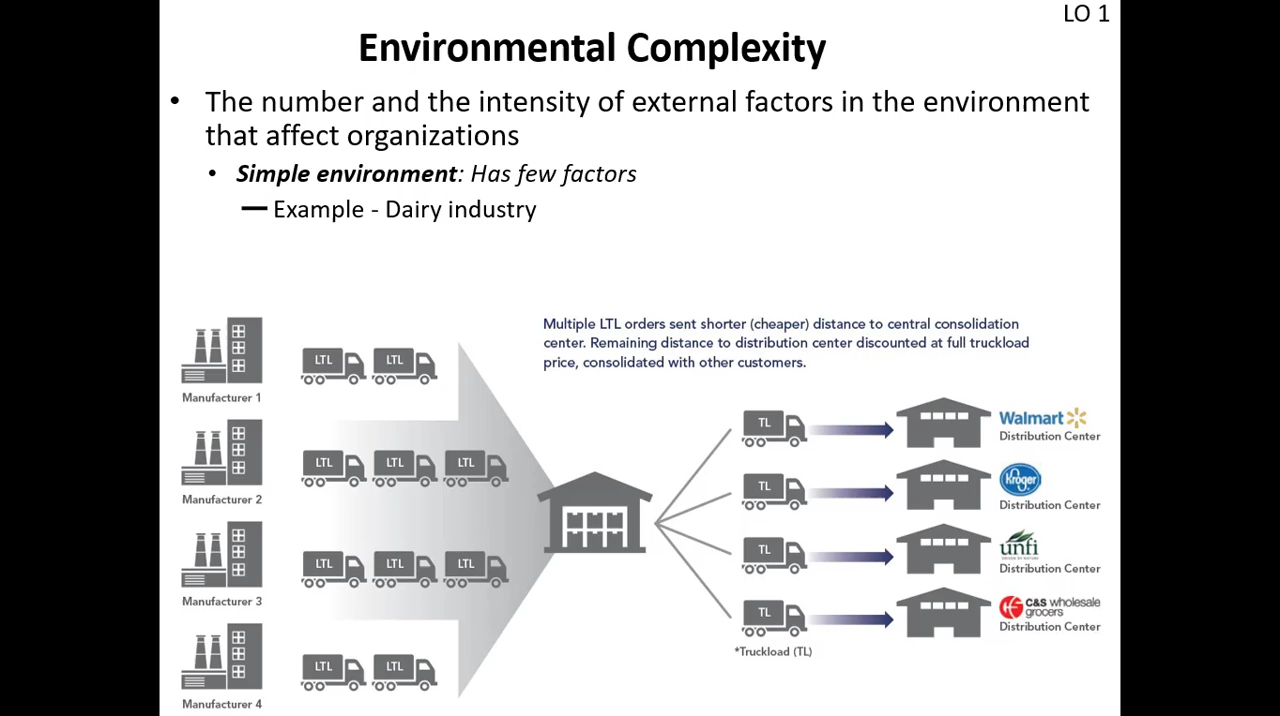 LO 1
Environmental Complexity
• The number and the intensity of external factors in the environment
that affect organizations
• Simple environment: Has few factors
— Example - Dairy industry
Multiple LTL orders sent shorter (cheaper) distance to central consolidation
center. Remaining distance to distribution center discounted at full truckload
price, consolidated with other customers.
LTL LTL
Manufacturer 1
LTL LTL LTL
Manufacturer 2
LTL LTL LTL
Manufacturer 3
LTL LTL
Manufacturer 4
TL
Walmart
Distribution Center
TL
Kroger
Distribution Center
TL
unfi
Distribution Center
TL
C&S wholesale
grocers
Distribution Center
*Truckload (TL)